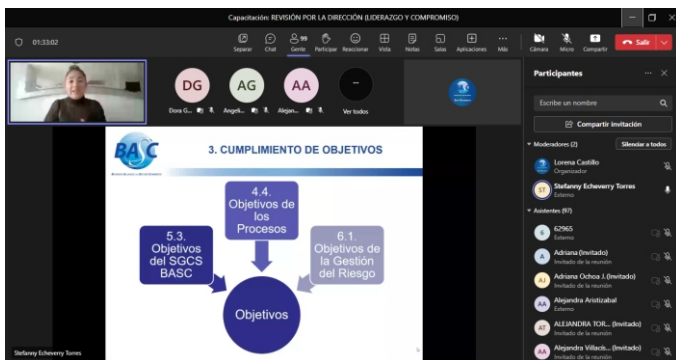 Capacitación: REVISIÓN POR LA DIRECCIÓN (LIDERAZGO Y COMPROMISO)
01:33:02
Separar
Chat
99
Gente
Participar
Reaccionar
Vista
Notas
Salas
Aplicaciones
Más
Cámara
Micro
Compartir
Salir
DG
AG
AA
Dora G...
Angeli...
Alejan...
Ver todos
BASC
3. CUMPLIMIENTO DE OBJETIVOS
4.4.
Objetivos de
los
Procesos
5.3.
Objetivos
del SGCS
BASC
6.1.
Objetivos de
la Gestión
del Riesgo
Objetivos
Stefanny Echeverry Torres
Participantes
Escribe un nombre
Compartir invitación
Moderadores (2)
Silenciar a todos
Lorena Castillo
Organizador
ST
Stefanny Echeverry Torres
Externo
Asistentes (97)
6
62965
Externo
A
Adriana (Invitado)
Invitado de la reunión
AJ
Adriana Ochoa J. (Invitado)
Invitado de la reunión
AA
Alejandra Aristizabal
Externo
AT
ALEJANDRA TOR... (Invitado)
Invitado de la reunión
AA
Alejandra Villacís... (Invitado)
Invitado de la reunión